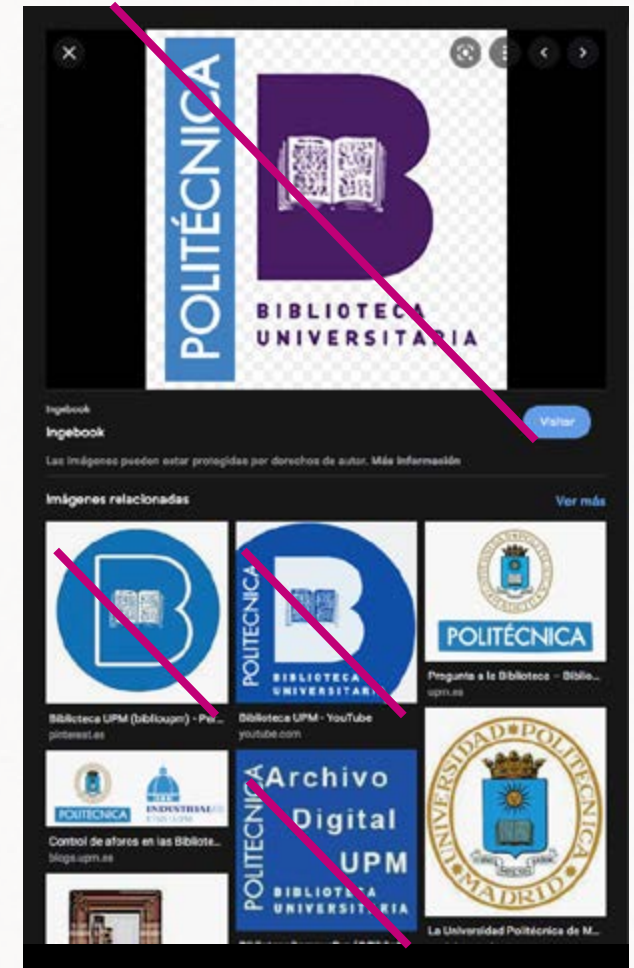 POLITÉCNICA
BIBLIOTECA
UNIVERSITARIA
Ingebook
Ingebook
Visitar
Las imágenes pueden estar protegidas por derechos de autor. Más información
Imágenes relacionadas
Ver más
POLITÉCNICA
BIBLIOTECA
UNIVERSITARIA
POLITÉCNICA
Biblioteca UPM (biblioupm) - Per...
pinterest.es
Biblioteca UPM - YouTube
youtube.com
Pregunta a la Biblioteca – Biblio...
upm.es
POLITÉCNICA
INDUSTRIALES
Control de aforos en las Bibliote...
blogs.upm.es
POLITÉCNICA
Archivo
Digital
UPM
BIBLIOTECA
UNIVERSITARIA
UNIVERSIDAD POLITÉCNICA
MADRID
La Universidad Politécnica de M...